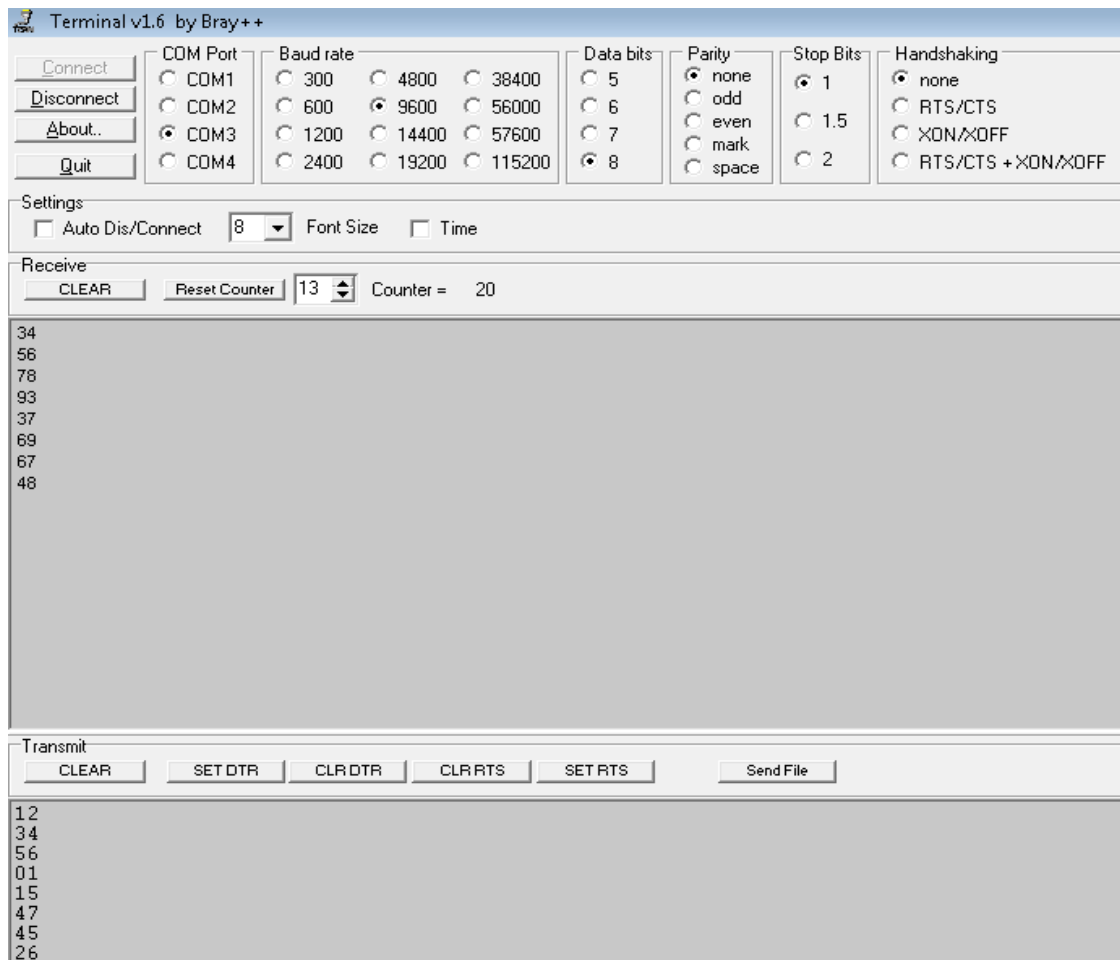 Terminal v1.6 by Bray++
Connect
Disconnect
About..
Quit
COM Port
COM1
COM2
COM3
COM4
Baud rate
300
600
1200
2400
4800
9600
14400
19200
38400
56000
57600
115200
Data bits
5
6
7
8
Parity
none
odd
even
mark
space
Stop Bits
1
1.5
2
Handshaking
none
RTS/CTS
XON/XOFF
RTS/CTS + XON/XOFF
Settings
Auto Dis/Connect 8 Font Size Time
Receive
CLEAR Reset Counter 13 Counter = 20
34
56
78
93
37
69
67
48
Transmit
CLEAR SET DTR CLR DTR CLR RTS SET RTS Send File
12
34
56
01
15
47
45
26